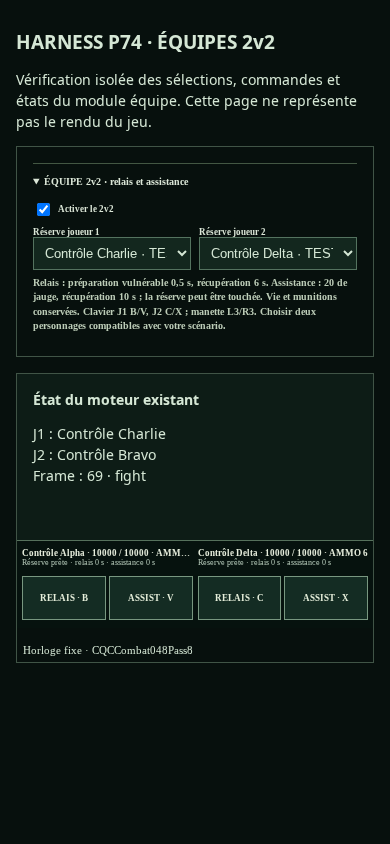 HARNESS P74 · ÉQUIPES 2v2
Vérification isolée des sélections, commandes et
états du module équipe. Cette page ne représente
pas le rendu du jeu.
▼ ÉQUIPE 2v2 · relais et assistance
Activer le 2v2
Réserve joueur 1
Réserve joueur 2
Contrôle Charlie · TE
Contrôle Delta · TEST
Relais : préparation vulnérable 0,5 s, récupération 6 s. Assistance : 20 de
jauge, récupération 10 s ; la réserve peut être touchée. Vie et munitions
conservées. Clavier J1 B/V, J2 C/X ; manette L3/R3. Choisir deux
personnages compatibles avec votre scénario.
État du moteur existant
J1 : Contrôle Charlie
J2 : Contrôle Bravo
Frame : 69 · fight
Contrôle Alpha · 10000 / 10000 · AMM…
Contrôle Delta · 10000 / 10000 · AMMO 6
Réserve prête · relais 0 s · assistance 0 s
Réserve prête · relais 0 s · assistance 0 s
RELAIS · B
ASSIST · V
RELAIS · C
ASSIST · X
Horloge fixe · CQCCombat048Pass8